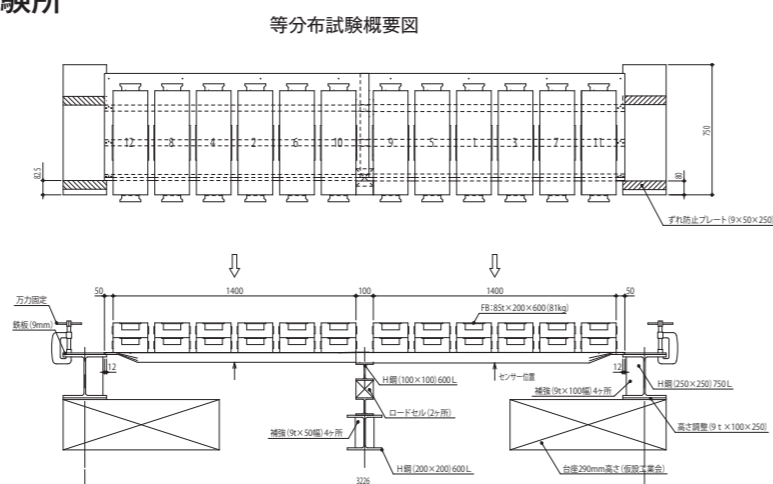 験所
等分布試験概要図
12 8 4 2 6 10 9 5 1 3 7 11
750
82.5
80
ずれ防止プレート(9×50×250)
50 1400 100 1400 50
万力固定
FB:85t×200×600(81kg)
鉄板(9mm)
12
12
センサー位置
H鋼(100×100)600L
H鋼(250×250)750L
補強(9t×100幅)4ヶ所
ロードセル(2ヶ所)
補強(9t×50幅)4ヶ所
高さ調整(9t×100×250)
H鋼(200×200)600L
台座290mm高さ(仮設工業会)
3226